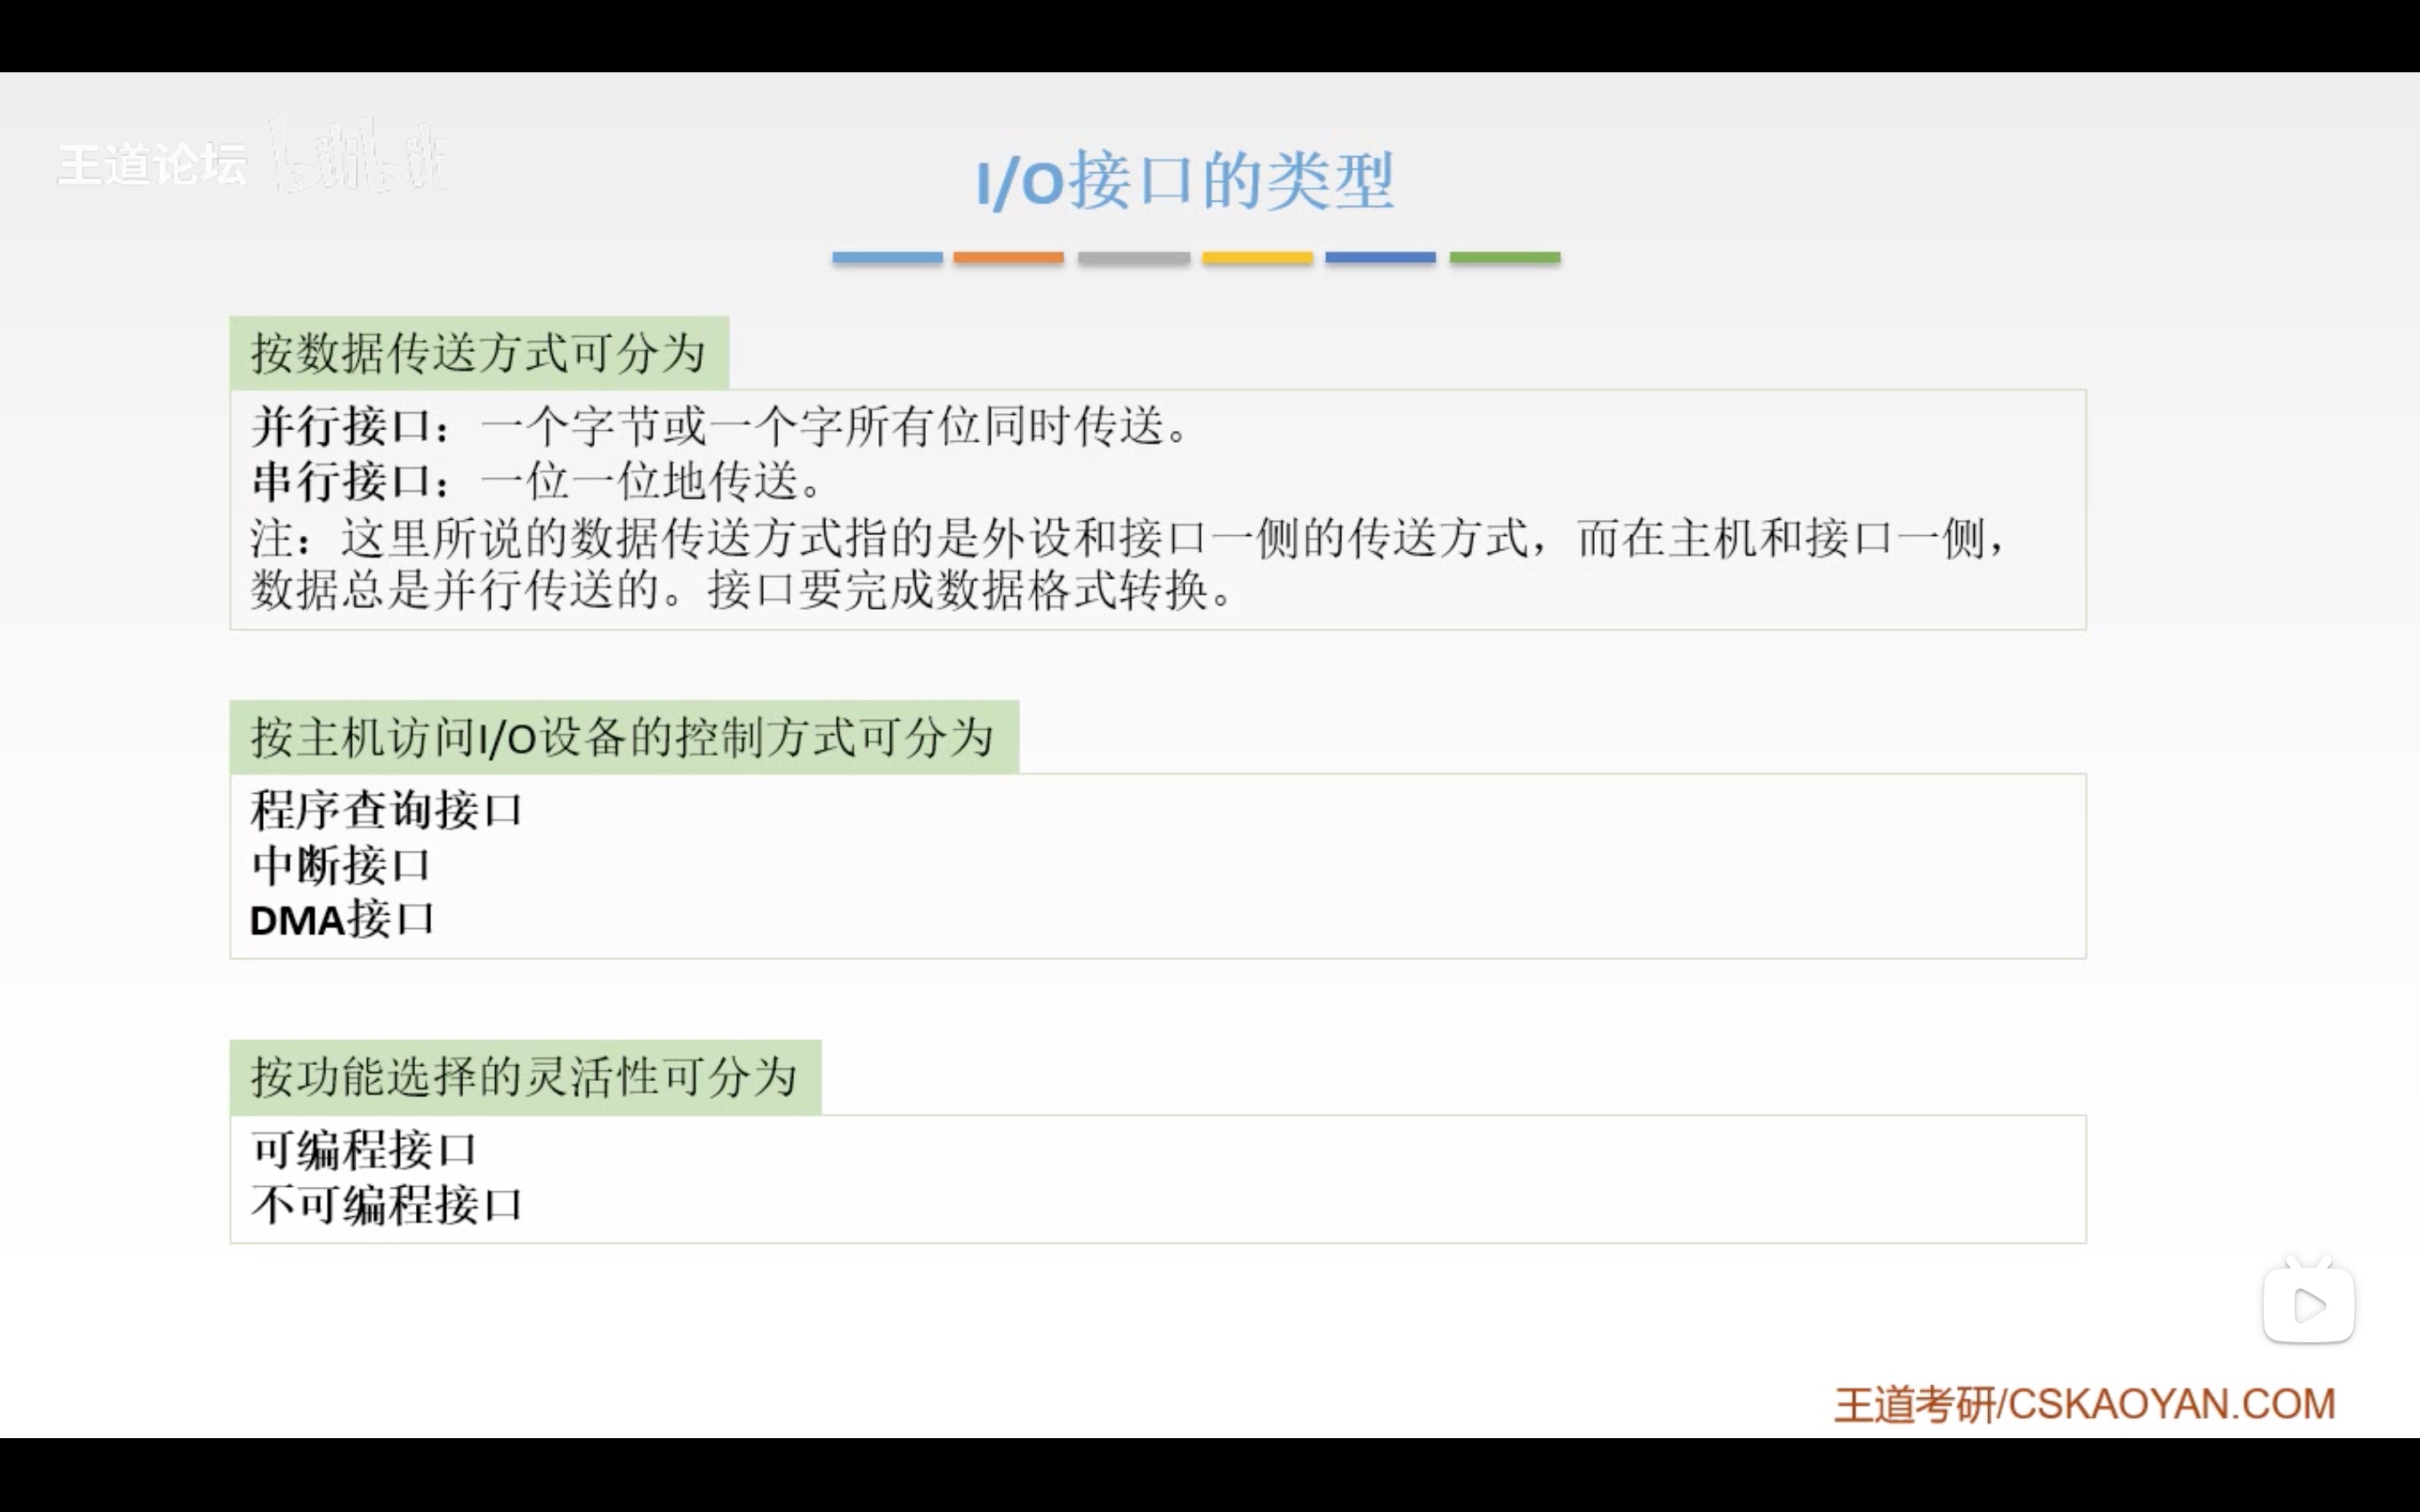 王道论坛 bilibili
I/O接口的类型
按数据传送方式可分为
并行接口：一个字节或一个字所有位同时传送。
串行接口：一位一位地传送。
注：这里所说的数据传送方式指的是外设和接口一侧的传送方式，而在主机和接口一侧，
数据总是并行传送的。接口要完成数据格式转换。
按主机访问I/O设备的控制方式可分为
程序查询接口
中断接口
DMA接口
按功能选择的灵活性可分为
可编程接口
不可编程接口
王道考研/CSKAOYAN.COM